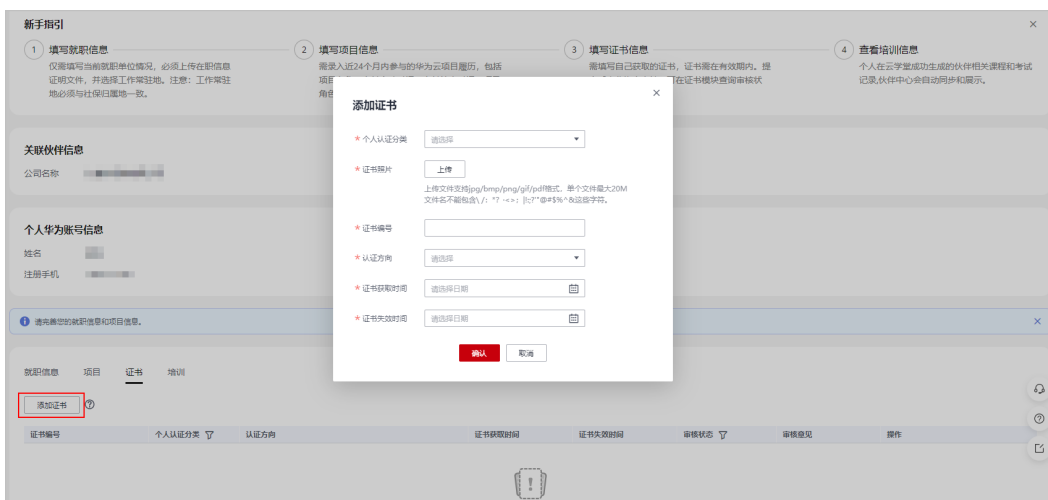 新手指引
1 填写就职信息
仅需填写当前就职单位情况，必须上传在职信息
证明文件，并选择工作常驻地。注意：工作常驻
地必须与社保归属地一致。
2 填写项目信息
需录入近24个月内参与的华为云项目履历，包括
项目
角色
3 填写证书信息
需填写自己获取的证书，证书需在有效期内。提
可在证书模块查阅审核状
4 查看培训信息
个人在云学堂成功生成的伙伴相关课程和考试
记录,伙伴中心会自动同步和展示。
关联伙伴信息
公司名称
个人华为账号信息
姓名
注册手机
请完善您的就职信息和项目信息。
添加证书
* 个人认证分类 请选择
* 证书照片 上传
上传文件支持jpg/bmp/png/gif/pdf格式、单个文件最大20M
文件名不能包含\ /: *? -<>; |!;?'"@#$%^&这些字符。
* 证书编号
* 认证方向 请选择
* 证书获取时间 请选择日期
* 证书失效时间 请选择日期
确认 取消
就职信息 项目 证书 培训
添加证书
证书编号 个人认证分类 认证方向 证书获取时间 证书失效时间 审核状态 审核意见 操作